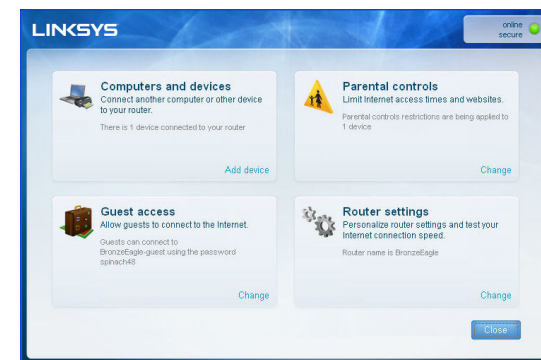 LINKSYS
online
secure
Computers and devices
Connect another computer or other device
to your router.
There is 1 device connected to your router
Add device
Parental controls
Limit Internet access times and websites.
Parental controls restrictions are being applied to
1 device
Change
Guest access
Allow guests to connect to the Internet.
Guests can connect to
BronzeEagle-guest using the password
spinach48
Change
Router settings
Personalize router settings and test your
Internet connection speed.
Router name is BronzeEagle
Change
Close